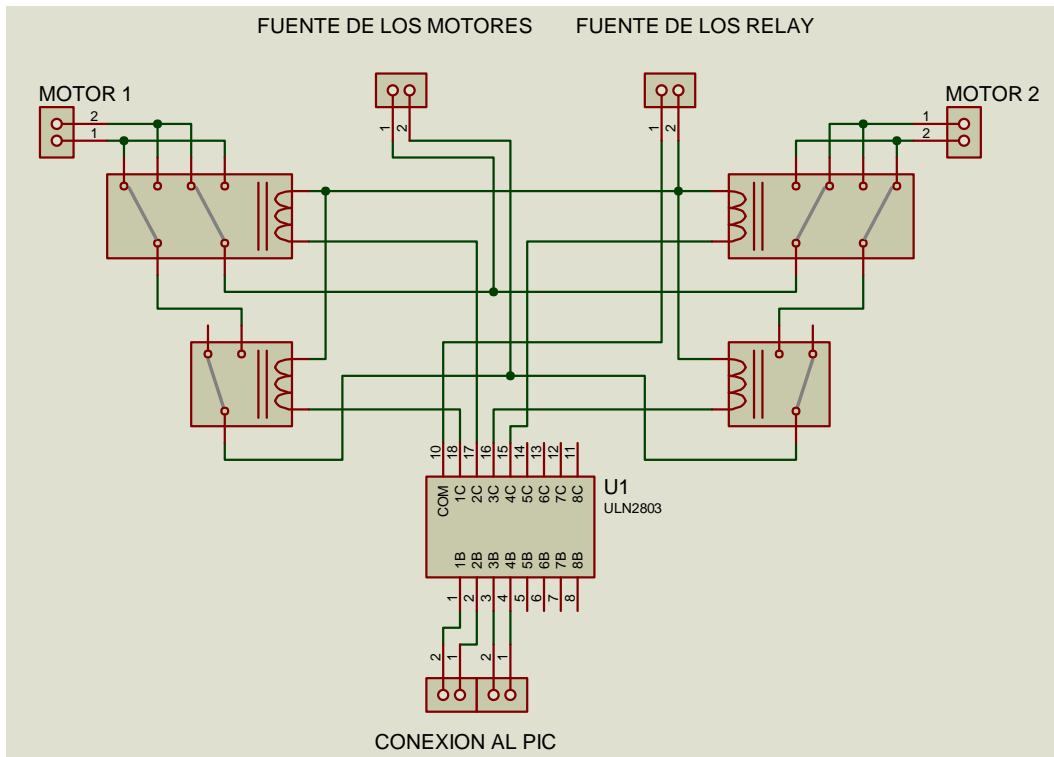 FUENTE DE LOS MOTORES FUENTE DE LOS RELAY
MOTOR 1
MOTOR 2
2
1
1
2
1
2
1
2
10
18
17
16
15
14
13
12
11
COM
1C
2C
3C
4C
5C
6C
7C
8C
U1
ULN2803
1B
2B
3B
4B
5B
6B
7B
8B
1
2
3
4
5
6
7
8
2
1
2
1
CONEXION AL PIC